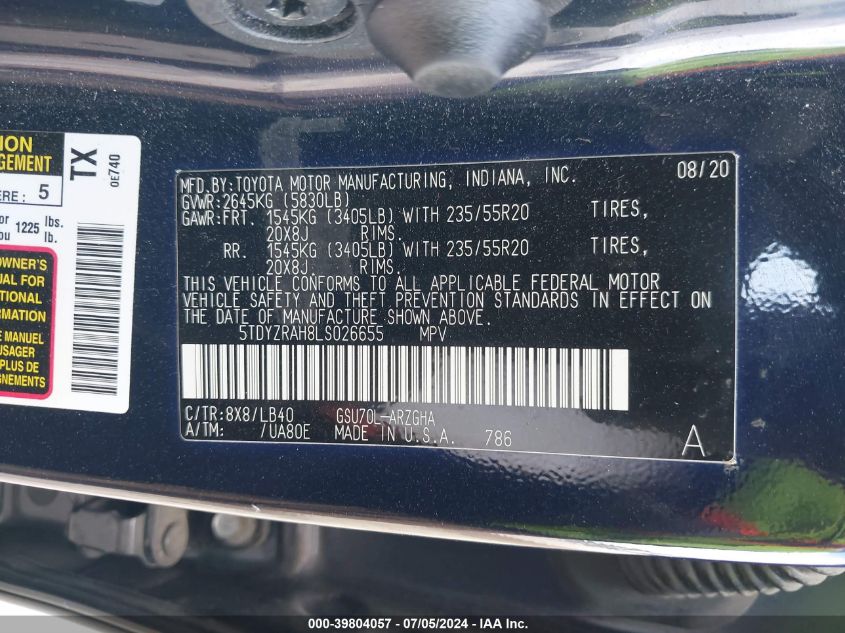 ION
AGEMENT
TX
0E740
ERE: 5
or 1225 lbs.
ou lb.
OWNER'S
UAL FOR
TIONAL
ORMATION
E MANUEL
USAGER
PLUS DE
GNEMENTS
MFD.BY:TOYOTA MOTOR MANUFACTURING, INDIANA, INC. 08/20
GVWR:2645KG (5830LB)
GAWR:FRT. 1545KG (3405LB) WITH 235/55R20 TIRES,
20X8J RIMS.
RR. 1545KG (3405LB) WITH 235/55R20 TIRES,
20X8J RIMS.
THIS VEHICLE CONFORMS TO ALL APPLICABLE FEDERAL MOTOR
VEHICLE SAFETY AND THEFT PREVENTION STANDARDS IN EFFECT ON
THE DATE OF MANUFACTURE SHOWN ABOVE.
5TDYZRAH8LS026655 MPV
C/TR:8X8/LB40 GSU70L-ARZGHA
A/TM: /UA80E MADE IN U.S.A. 786 A
000-39804057 - 07/05/2024 - IAA Inc.